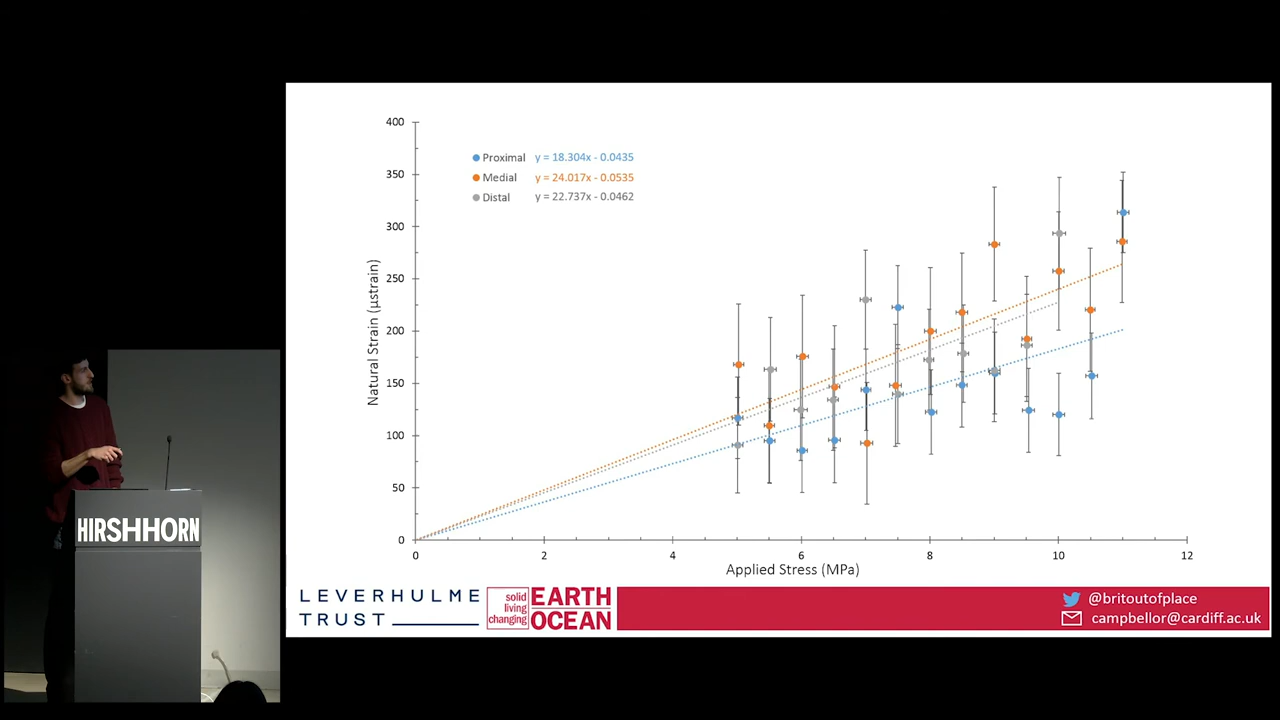 400
350
300
250
200
150
100
50
0
Natural Strain (µstrain)
Proximal y = 18.304x - 0.0435
Medial y = 24.017x - 0.0535
Distal y = 22.737x - 0.0462
0 2 4 6 8 10 12
Applied Stress (MPa)
HIRSHHORN
LEVERHULME
TRUST
solid
living
changing
EARTH
OCEAN
@britoutofplace
campbellor@cardiff.ac.uk